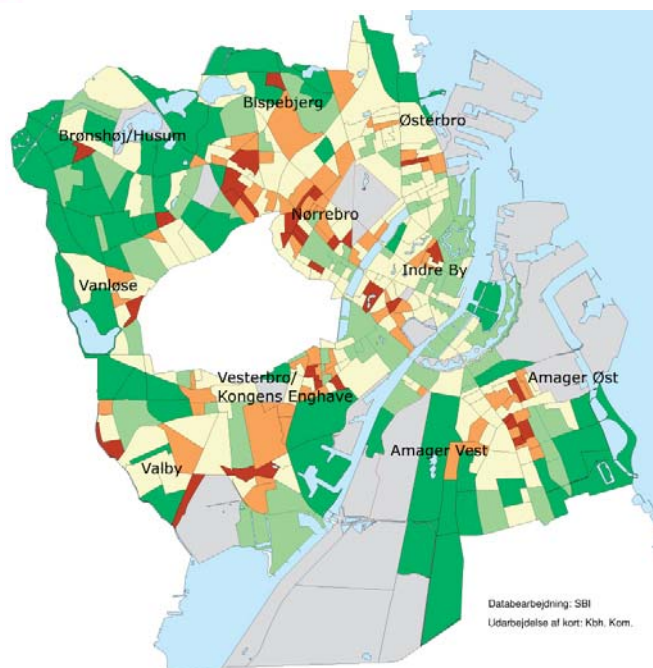 Bispebjerg
Østerbro
Brønshøj/Husum
Nørrebro
Indre By
Vanløse
Vesterbro/
Kongens Enghave
Amager Øst
Amager Vest
Valby
Databearbejdning: SBI
Udarbejdelse af kort: Kbh. Kom.